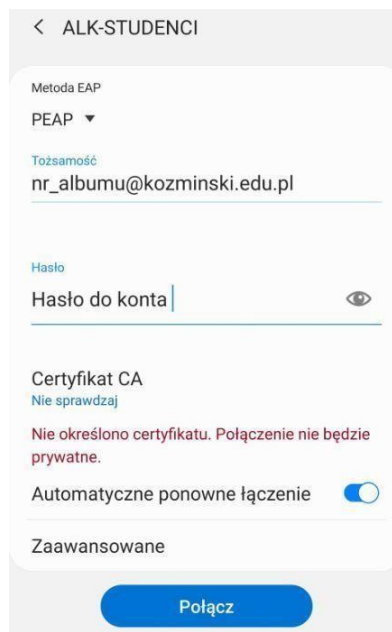 ALK-STUDENCI
Metoda EAP
PEAP
Tożsamość
nr_albumu@kozminski.edu.pl
Hasło
Hasło do konta
Certyfikat CA
Nie sprawdzaj
Nie określono certyfikatu. Połączenie nie będzie
prywatne.
Automatyczne ponowne łączenie
Zaawansowane
Połącz